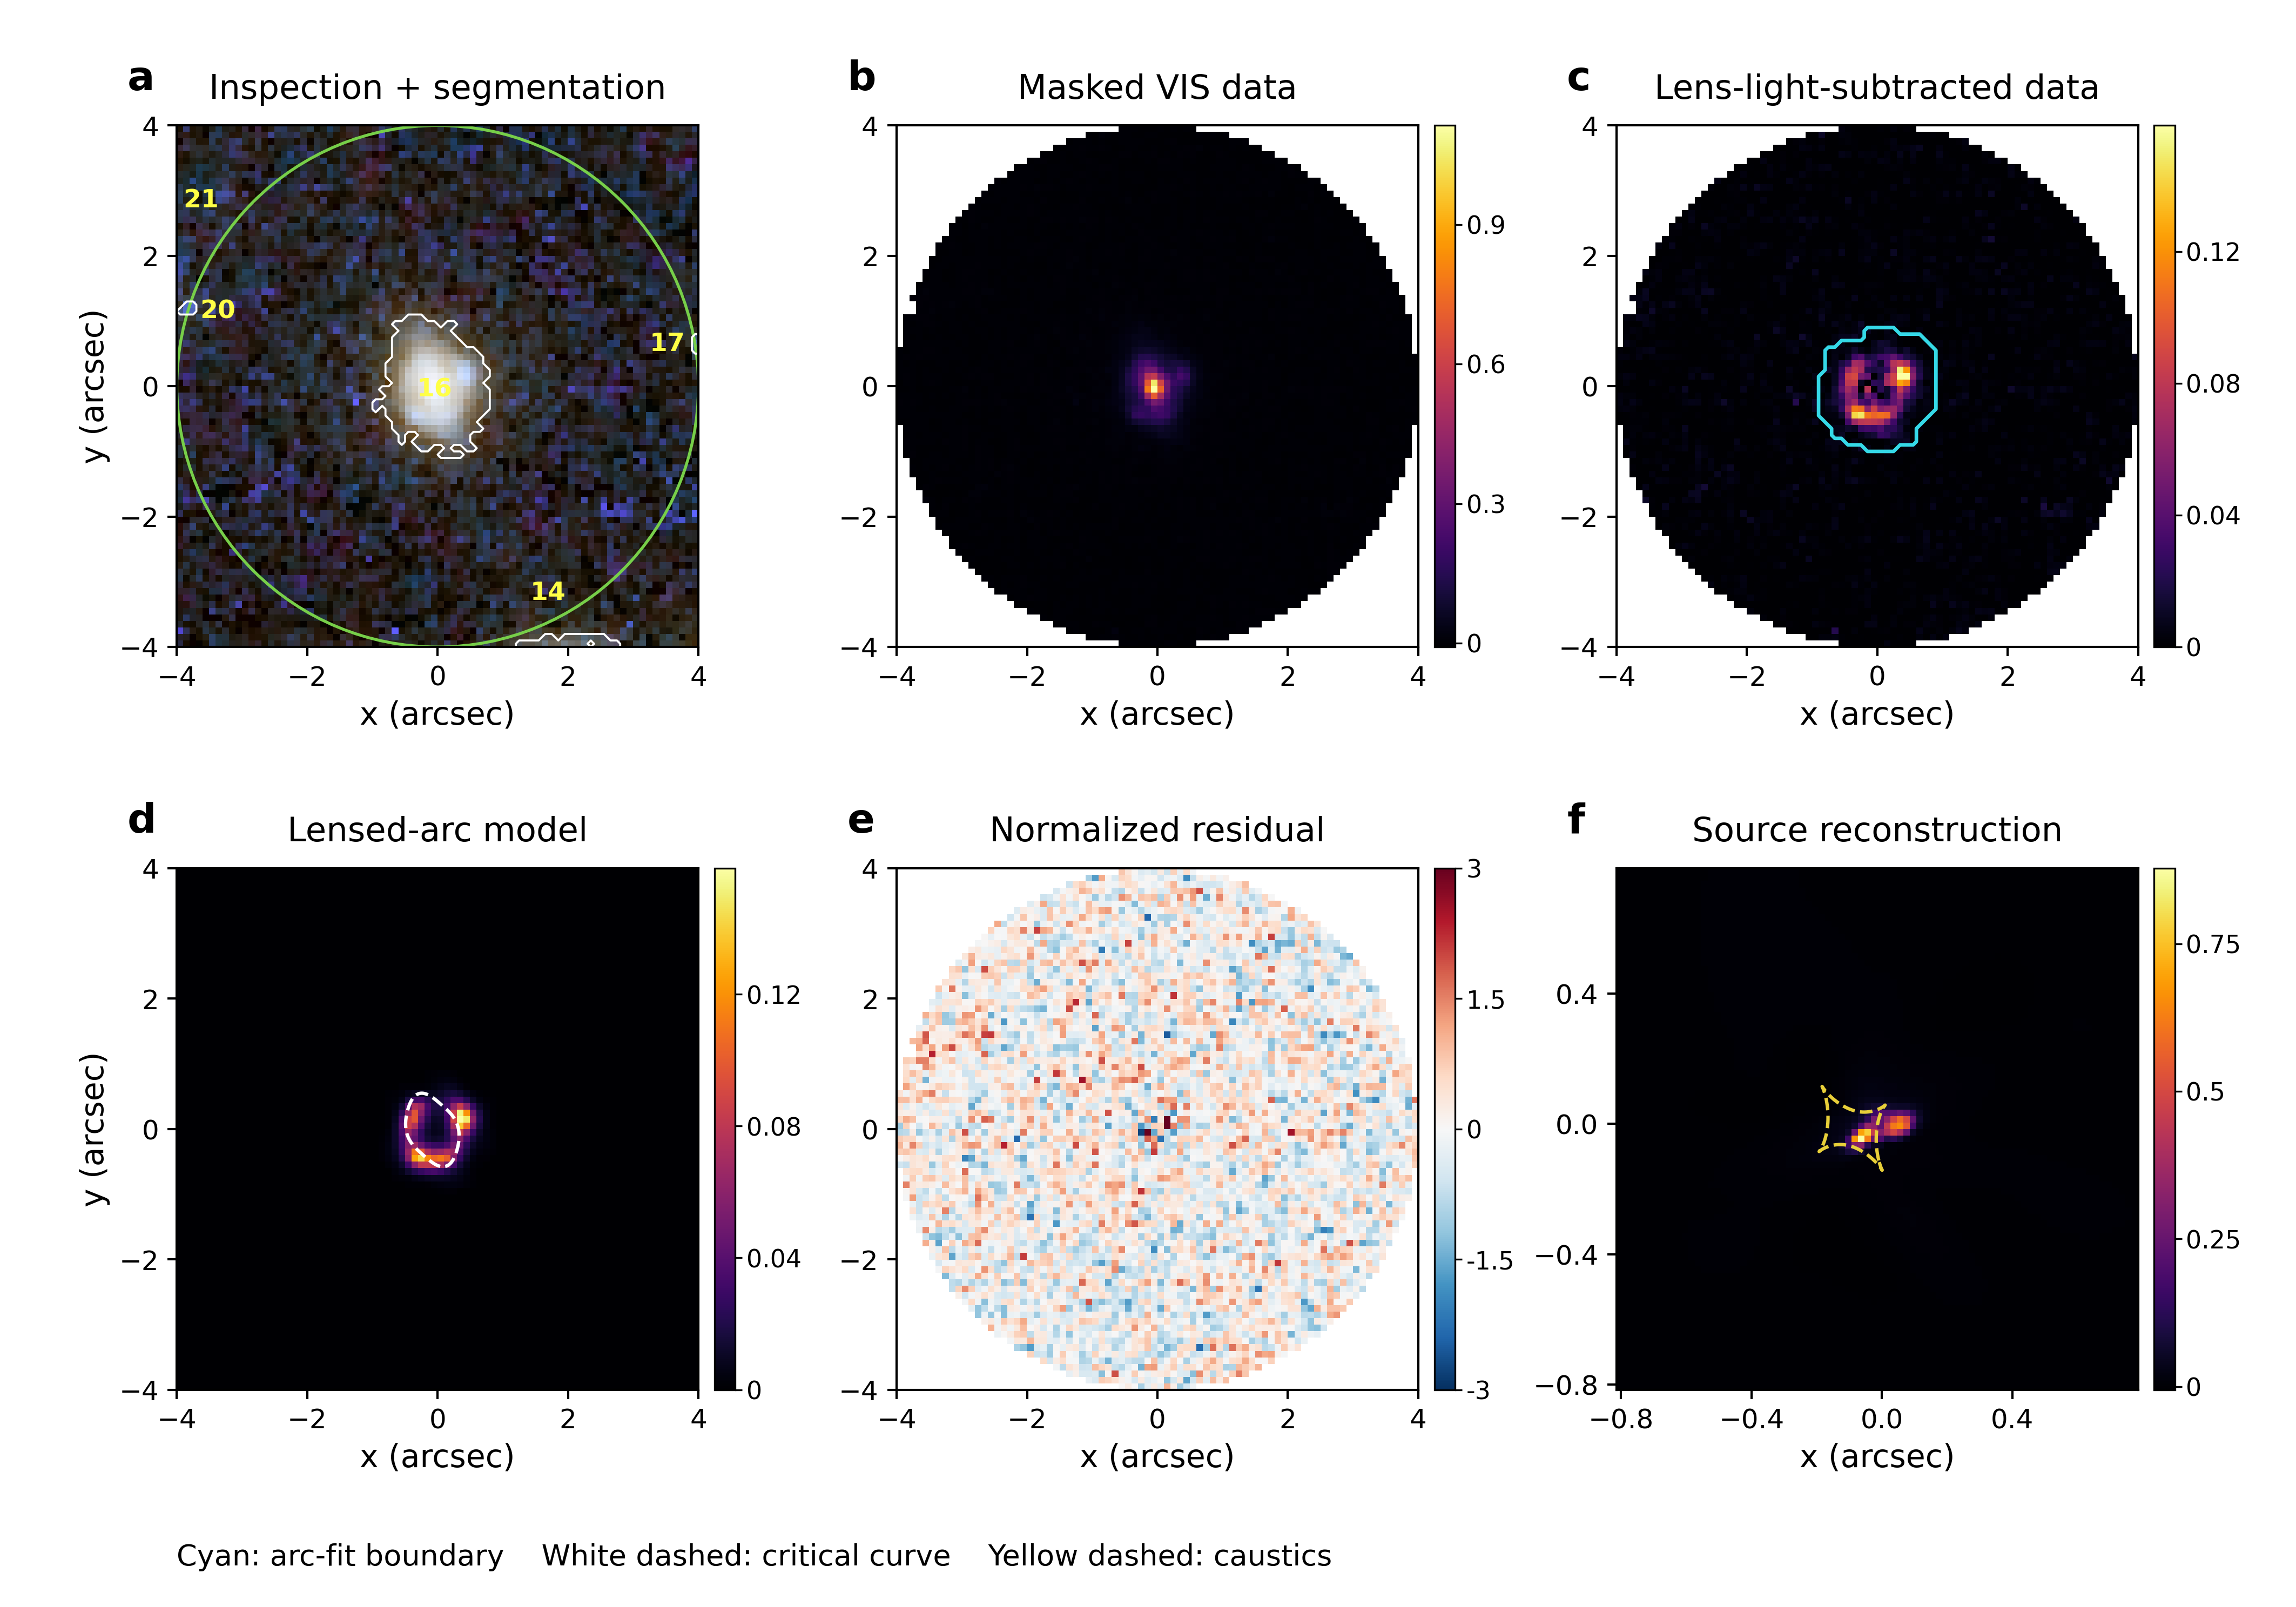 a Inspection + segmentation
b Masked VIS data
c Lens-light-subtracted data
4
2
0
−2
−4
y (arcsec)
21
20
17
16
14
−4 −2 0 2 4
x (arcsec)
4
2
0
−2
−4
−4 −2 0 2 4
x (arcsec)
0.9
0.6
0.3
0
4
2
0
−2
−4
−4 −2 0 2 4
x (arcsec)
0.12
0.08
0.04
0
d Lensed-arc model
e Normalized residual
f Source reconstruction
4
2
0
−2
−4
y (arcsec)
−4 −2 0 2 4
x (arcsec)
0.12
0.08
0.04
0
4
2
0
−2
−4
−4 −2 0 2 4
x (arcsec)
3
1.5
0
-1.5
-3
0.4
0.0
−0.4
−0.8
−0.8 −0.4 0.0 0.4
x (arcsec)
0.75
0.5
0.25
0
Cyan: arc-fit boundary White dashed: critical curve Yellow dashed: caustics